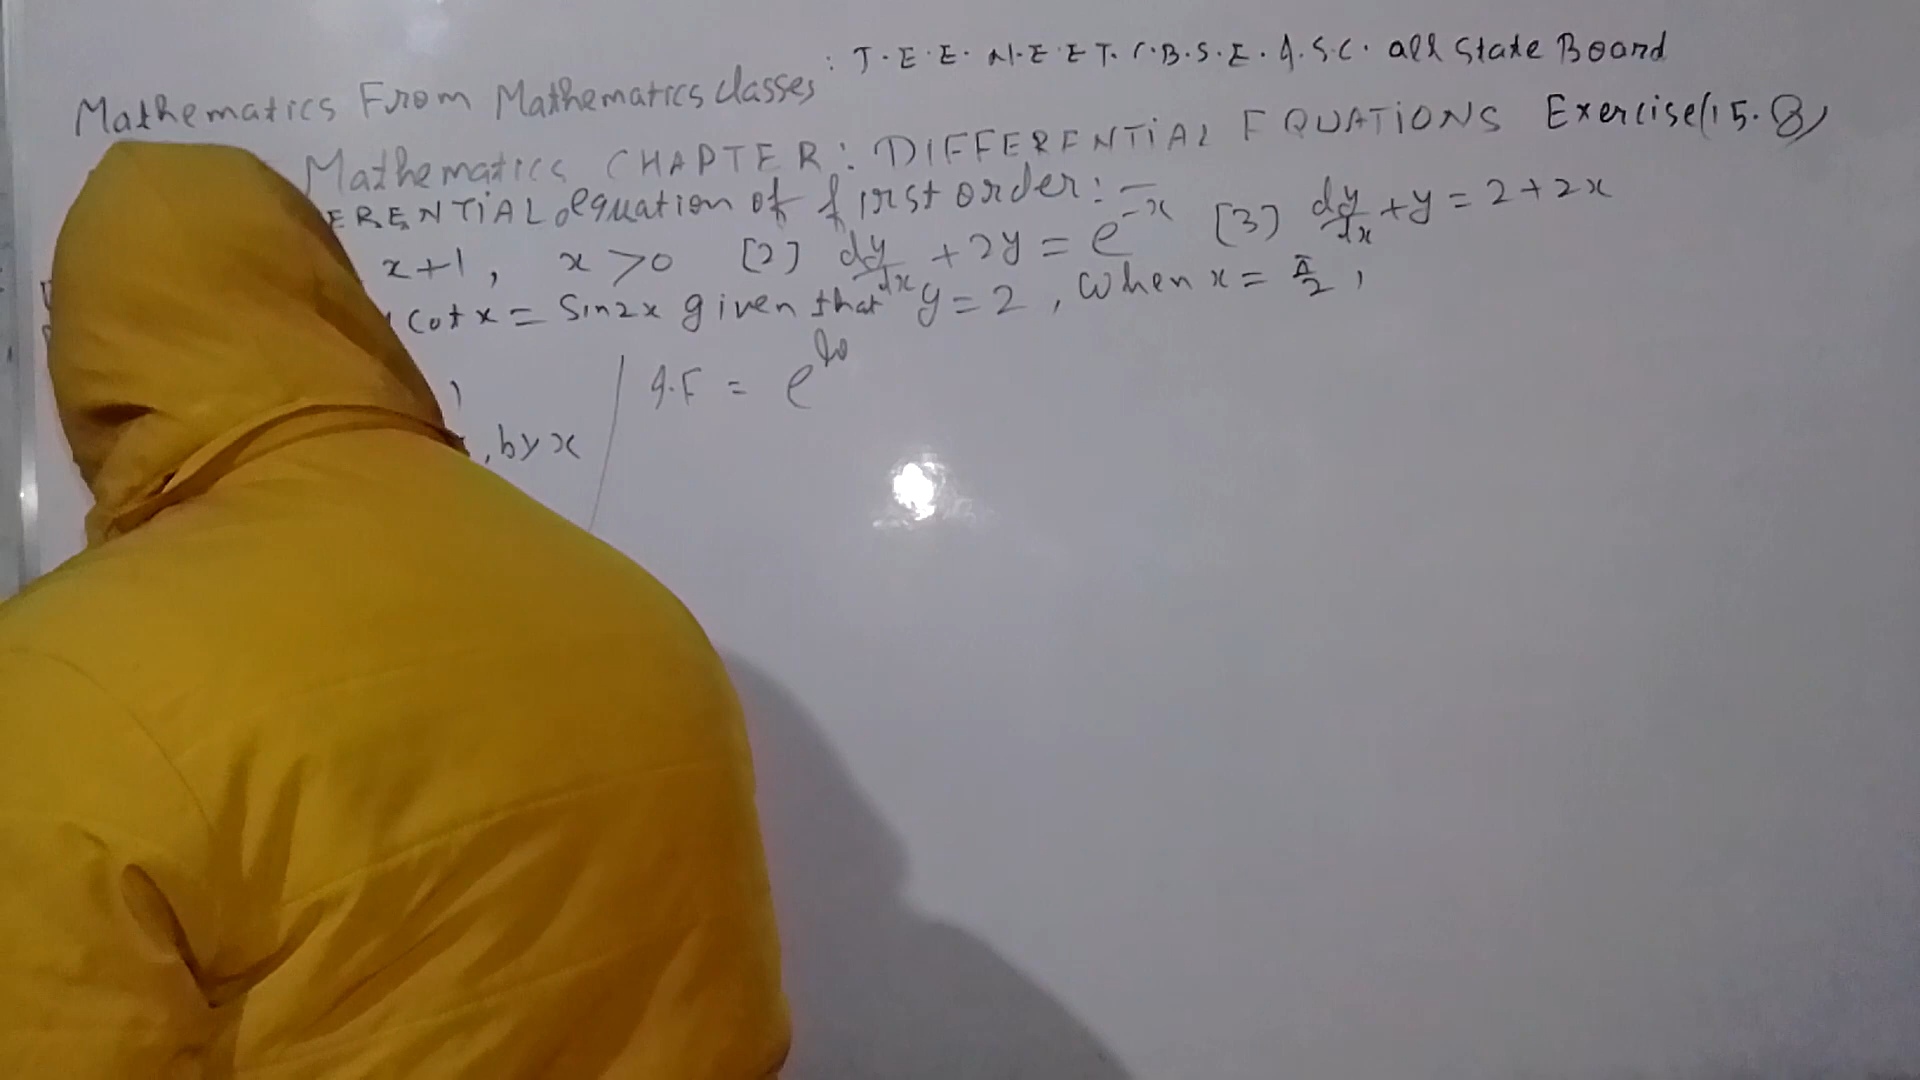 Mathematics From Mathematics classes : J.E.E. N.E.E.T. C.B.S.E. I.S.C. all State Board
Mathematics CHAPTER: DIFFERENTIAL EQUATIONS Exercise(15.8)
ERENTIAL equation of first order:-
x+1, x>0 [2] dy/dx + 2y = e^-x [3] dy/dx + y = 2+2x
cot x = Sin2x given that y=2, when x = π/2,
, by x
I.F = e^lo